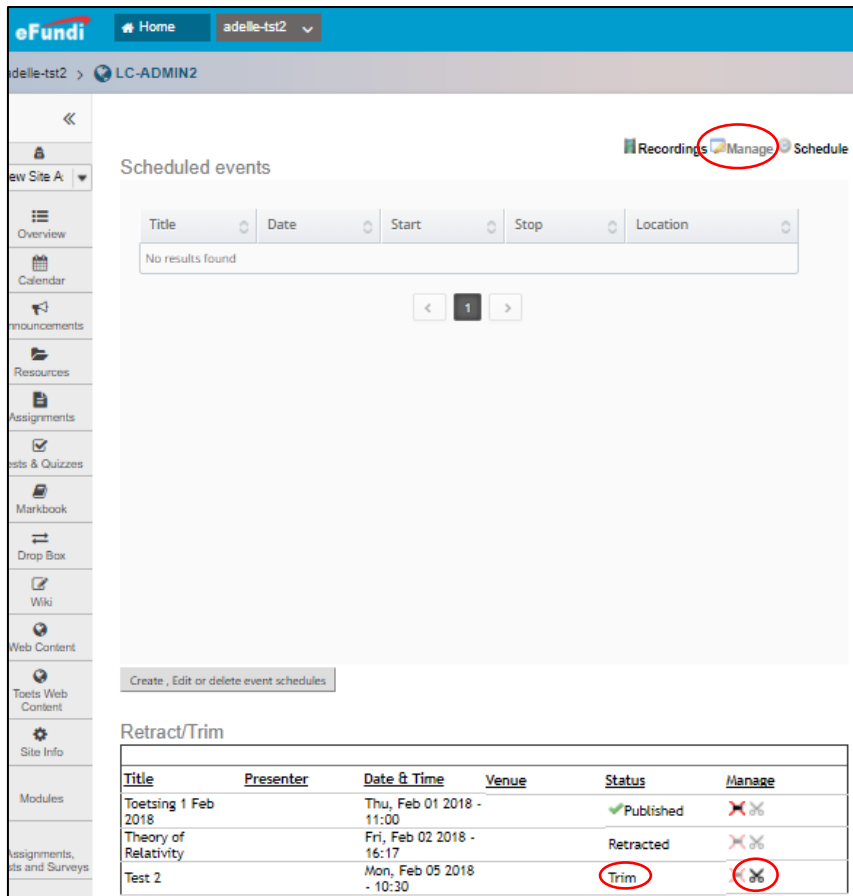 eFundi Home adelle-tst2
adelle-tst2 > LC-ADMIN2
Recordings Manage Schedule
Scheduled events
ew Site A
Overview
Calendar
nnouncements
Resources
Assignments
ests & Quizzes
Markbook
Drop Box
Wiki
Web Content
Toets Web
Content
Site Info
Modules
Assignments,
sts and Surveys
Title Date Start Stop Location
No results found
< 1 >
Create , Edit or delete event schedules
Retract/Trim
Title Presenter Date & Time Venue Status Manage
Toetsing 1 Feb
2018
Thu, Feb 01 2018 -
11:00
Published
Theory of
Relativity
Fri, Feb 02 2018 -
16:17
Retracted
Test 2
Mon, Feb 05 2018
- 10:30
Trim